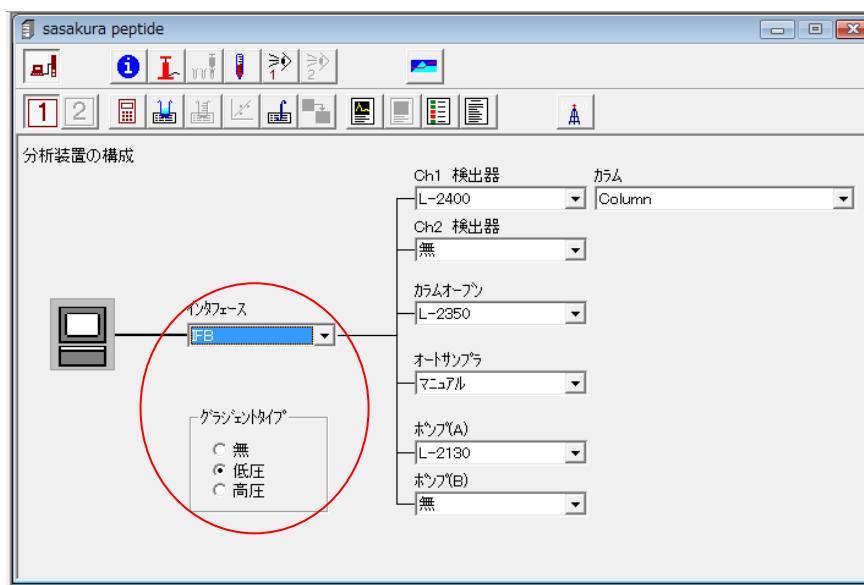 sasakura peptide
1
2
1 2
分析装置の構成
Ch1 検出器
カラム
L-2400
Column
Ch2 検出器
無
インタフェース
IFB
カラムオーブン
L-2350
オートサンプラ
マニュアル
グラジェントタイプ
無
低圧
高圧
ポンプ(A)
L-2130
ポンプ(B)
無